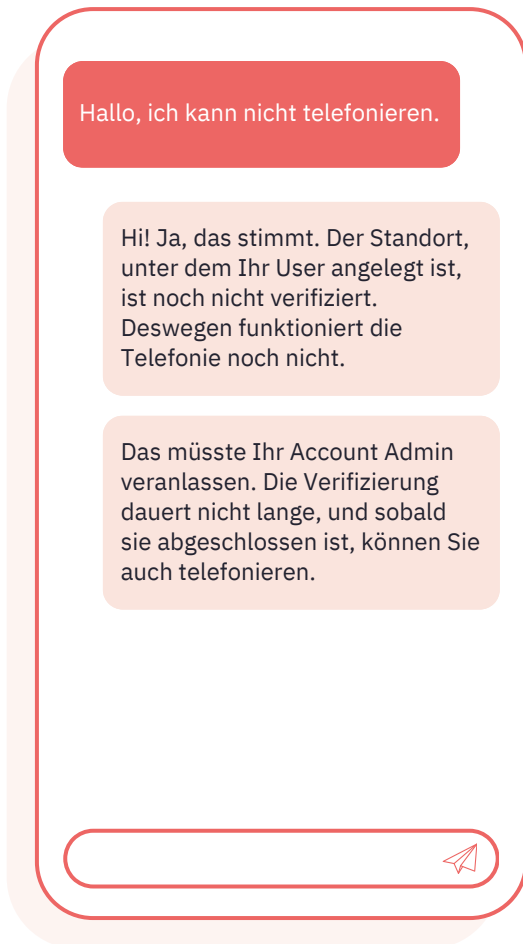 Hallo, ich kann nicht telefonieren.
Hi! Ja, das stimmt. Der Standort,
unter dem Ihr User angelegt ist,
ist noch nicht verifiziert.
Deswegen funktioniert die
Telefonie noch nicht.
Das müsste Ihr Account Admin
veranlassen. Die Verifizierung
dauert nicht lange, und sobald
sie abgeschlossen ist, können Sie
auch telefonieren.